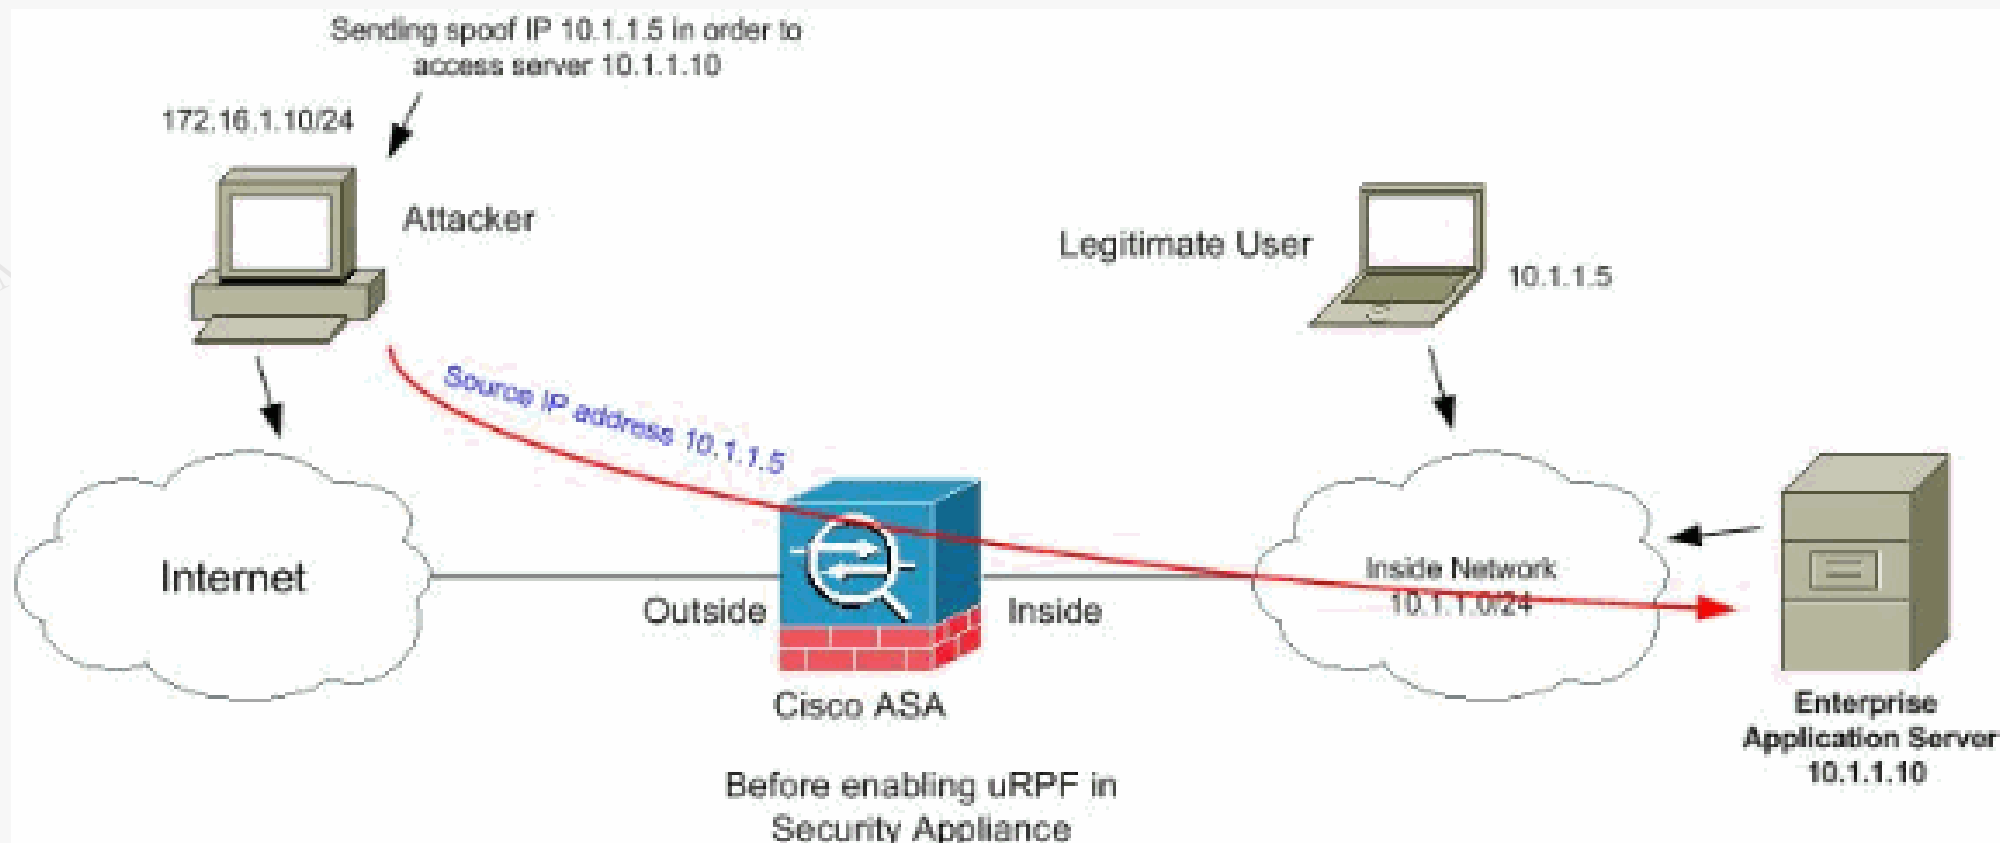 Sending spoof IP 10.1.1.5 in order to
access server 10.1.1.10
172.16.1.10/24
Attacker
Legitimate User
10.1.1.5
Source IP address 10.1.1.5
Internet
Outside
Inside
Inside Network
10.1.1.0/24
Cisco ASA
Enterprise
Application Server
10.1.1.10
Before enabling uRPF in
Security Appliance